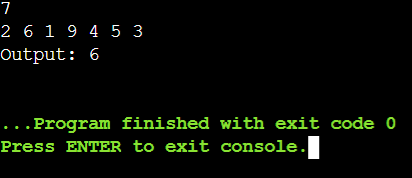 7
2 6 1 9 4 5 3
Output: 6
...Program finished with exit code 0
Press ENTER to exit console.